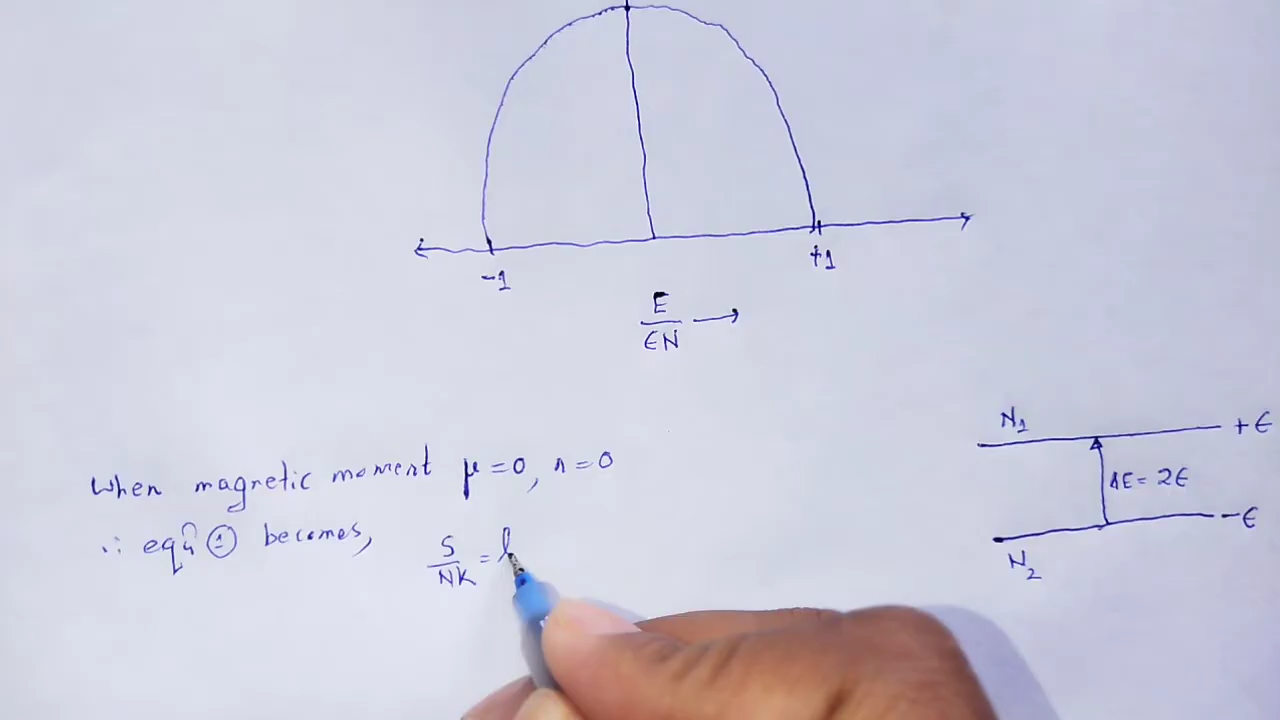 -1
+1
E/ϵN →
N₁
+ϵ
ΔE = 2ϵ
-ϵ
N₂
When magnetic moment μ=0, n=0
∴ eqn ① becomes,
S/NK = l